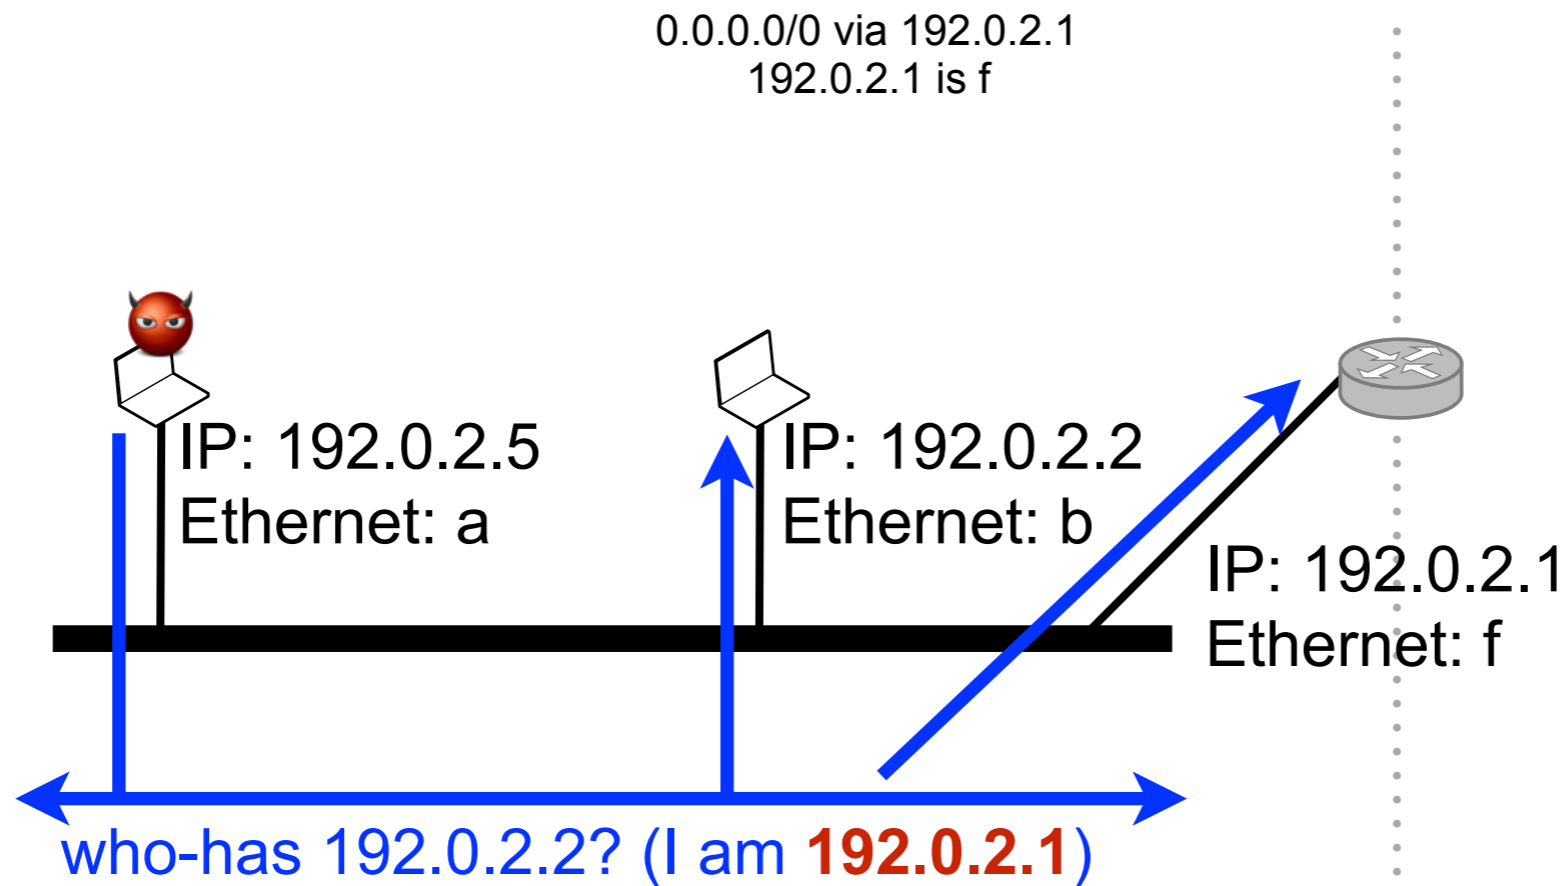 0.0.0.0/0 via 192.0.2.1
192.0.2.1 is f
IP: 192.0.2.5
Ethernet: a
IP: 192.0.2.2
Ethernet: b
IP: 192.0.2.1
Ethernet: f
who-has 192.0.2.2? (I am 192.0.2.1)